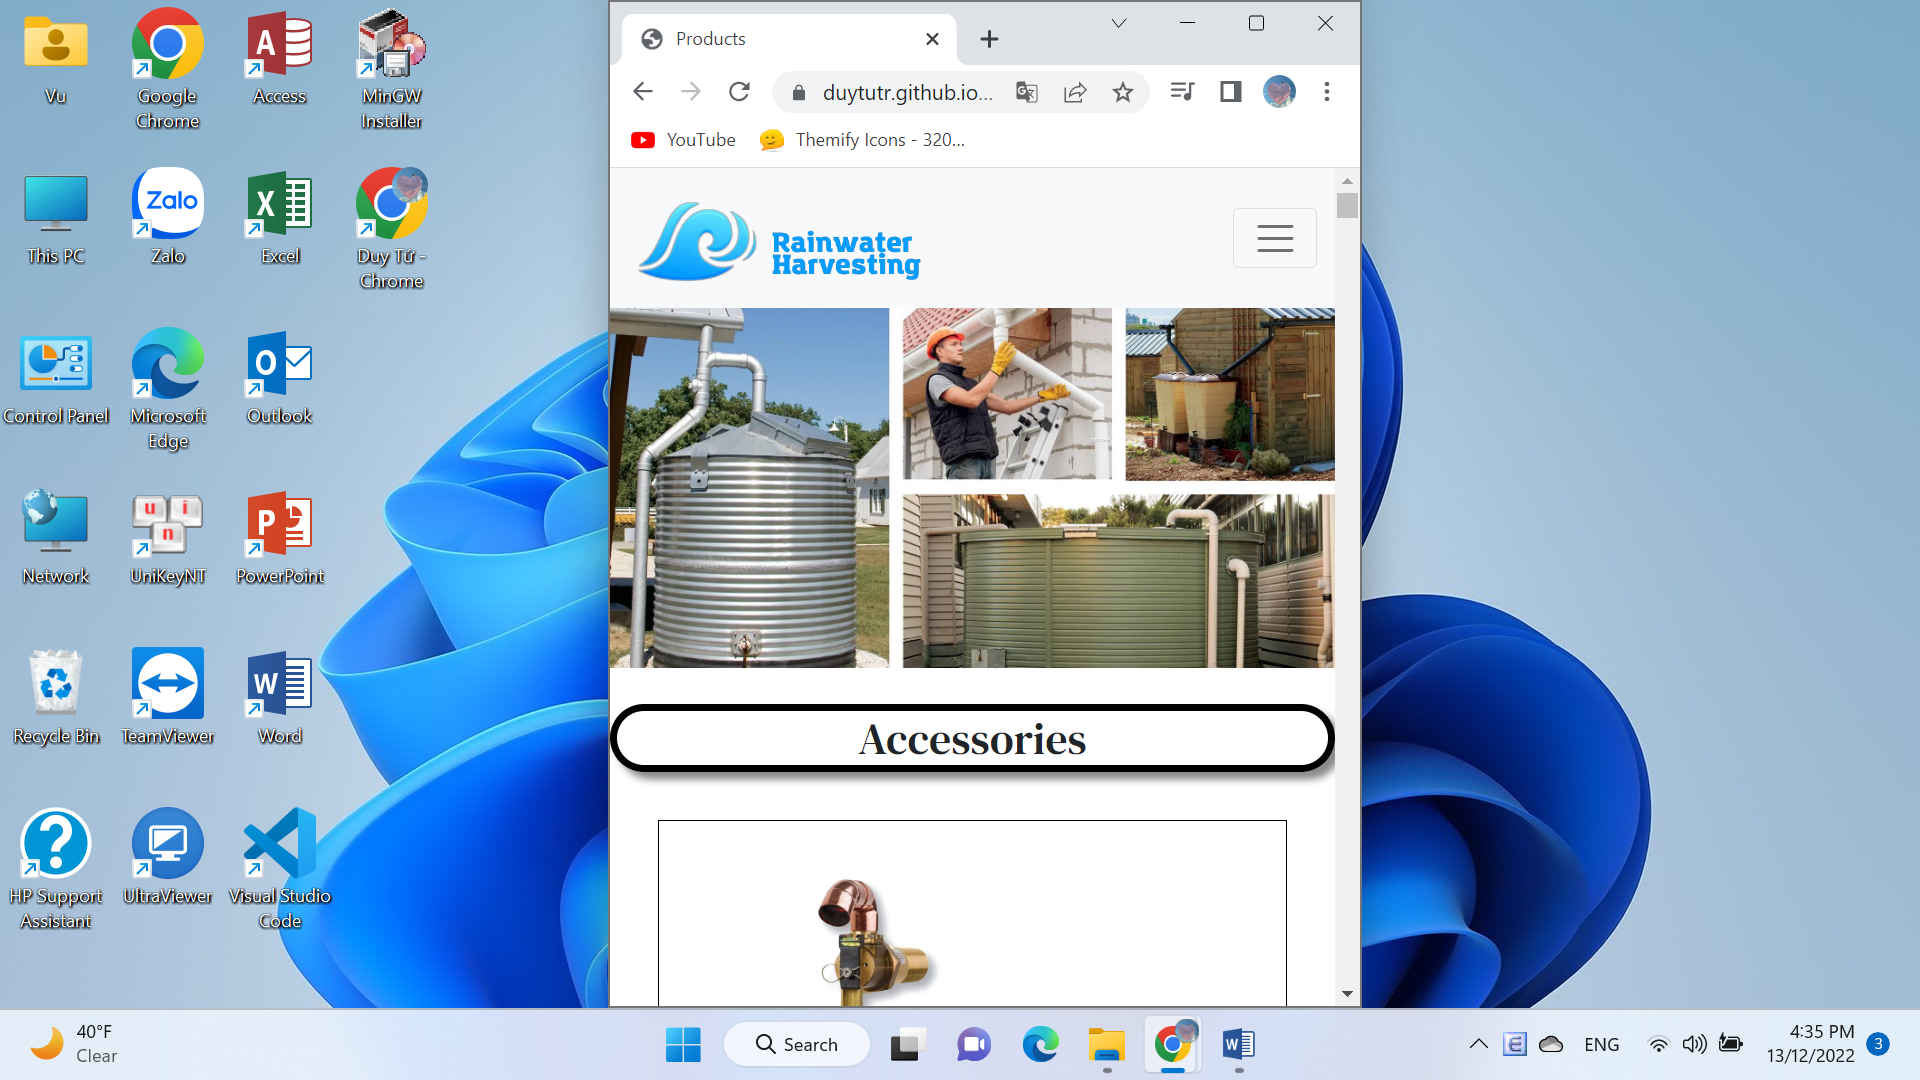 Vu
Google
Chrome
Access
MinGW
Installer
This PC
Zalo
Zalo
Excel
Duy Tứ -
Chrome
Control Panel
Microsoft
Edge
Outlook
Network
u i
n
UniKeyNT
PowerPoint
Recycle Bin
TeamViewer
Word
HP Support
Assistant
UltraViewer
Visual Studio
Code
Products
duytutr.github.io...
YouTube
Themify Icons - 320...
Rainwater
Harvesting
Accessories
40°F
Clear
Search
ENG
4:35 PM
13/12/2022
3